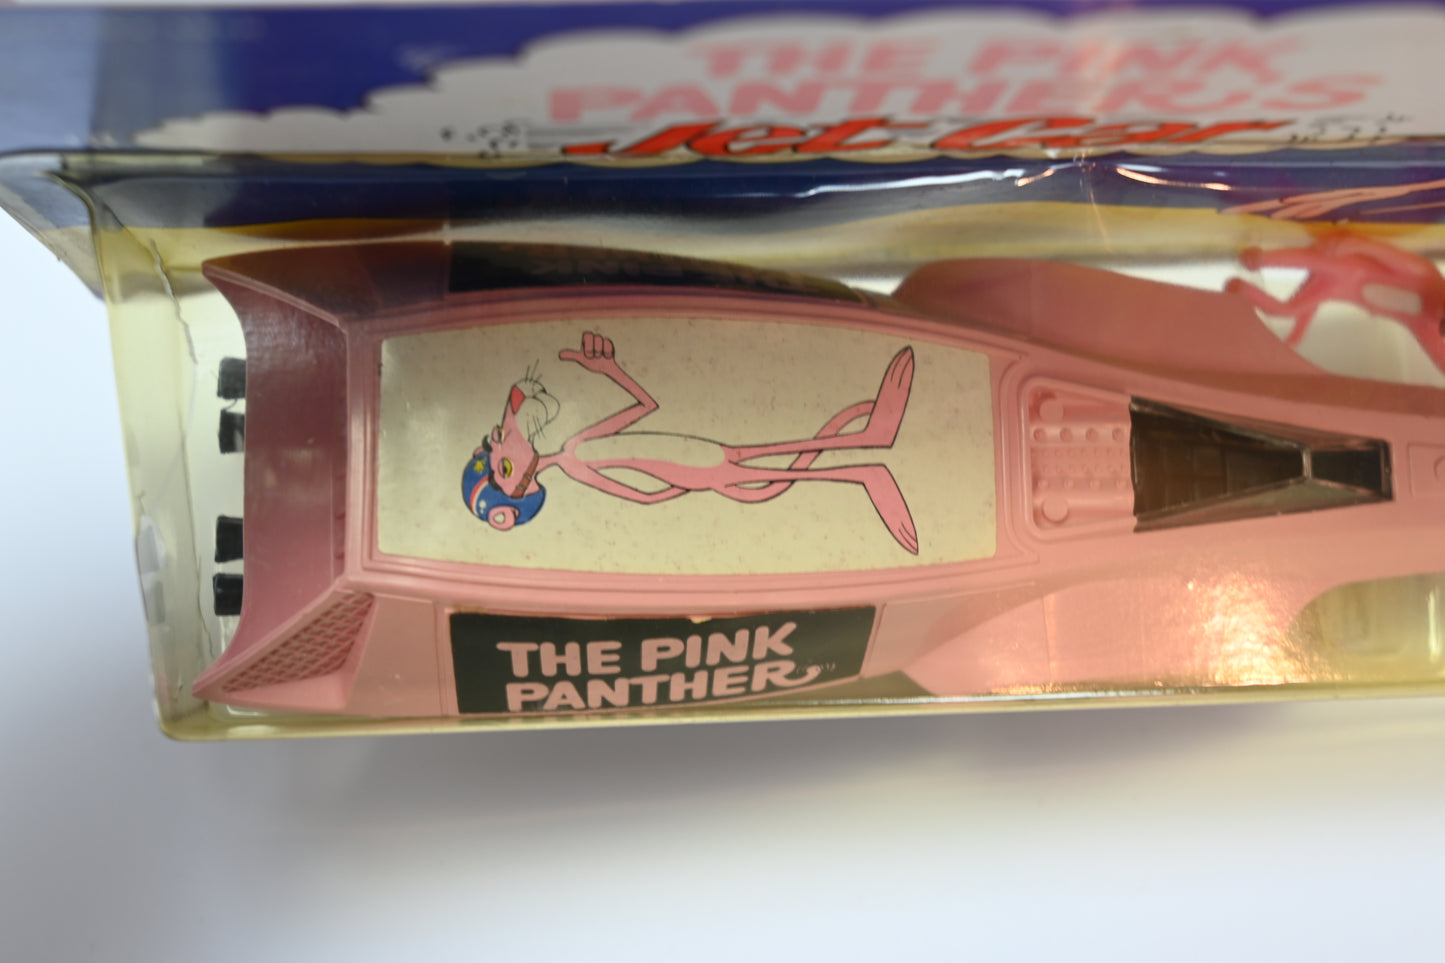 THE PINK
PANTHER'S
Jet Car
THE PINK
PANTHER